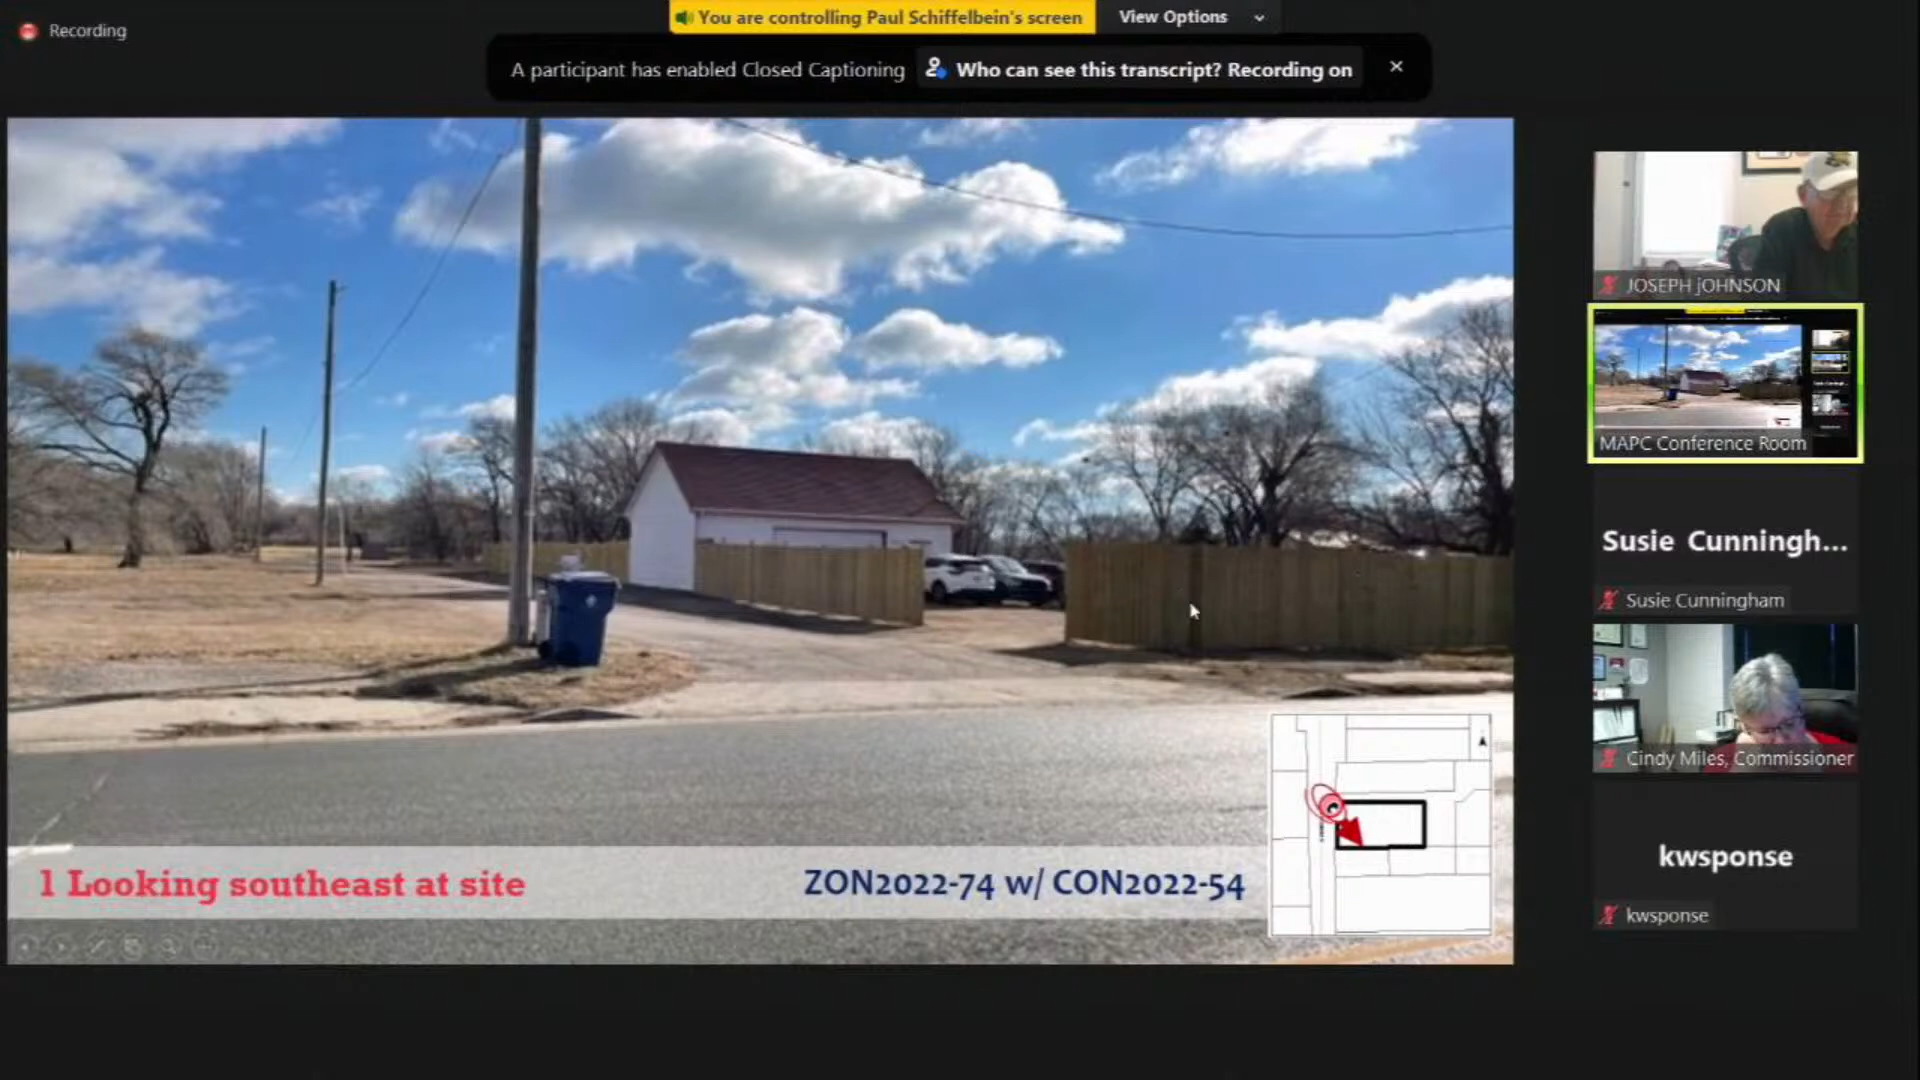 Recording
You are controlling Paul Schiffelbein's screen
View Options
A participant has enabled Closed Captioning
Who can see this transcript? Recording on
JOSEPH jOHNSON
MAPC Conference Room
Susie Cunningh...
Susie Cunningham
Cindy Miles, Commissioner
kwsponse
kwsponse
1 Looking southeast at site
ZON2022-74 w/ CON2022-54